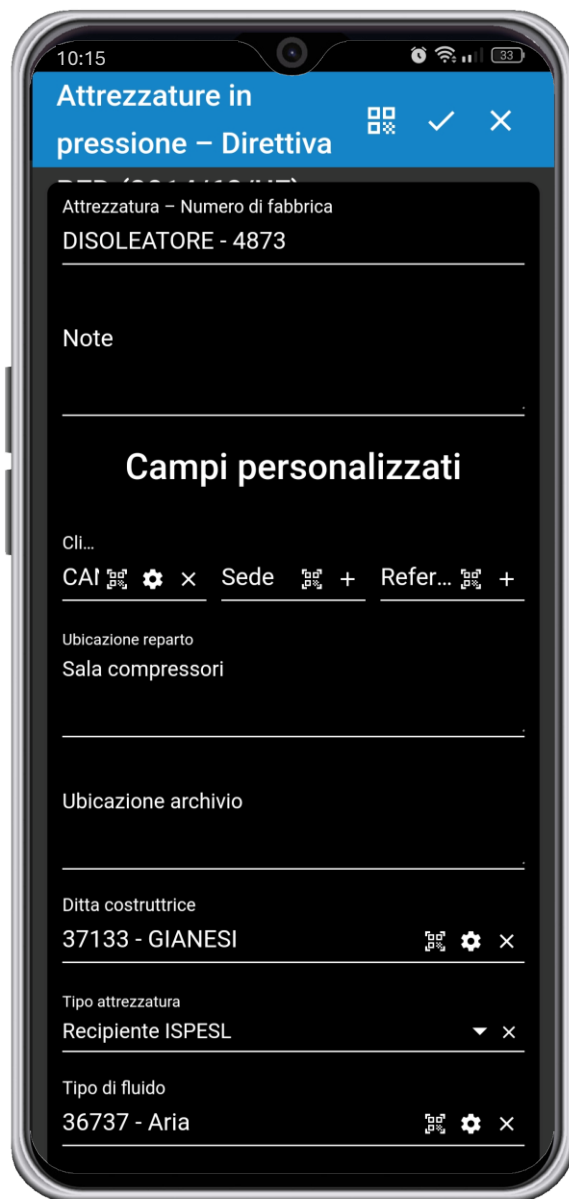 10:15
33
Attrezzature in
pressione – Direttiva
Attrezzatura – Numero di fabbrica
DISOLEATORE - 4873
Note
Campi personalizzati
Cli...
CAN Sede + Refer... +
Ubicazione reparto
Sala compressori
Ubicazione archivio
Ditta costruttrice
37133 - GIANESI
Tipo attrezzatura
Recipiente ISPESL
Tipo di fluido
36737 - Aria